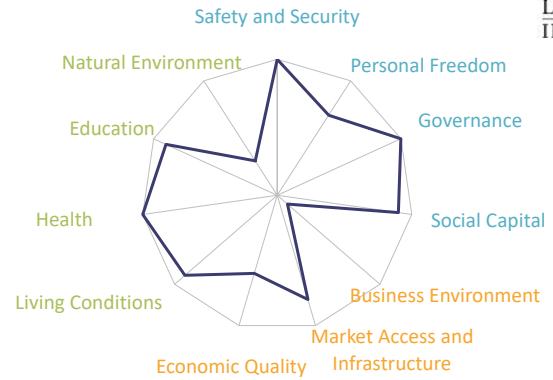 Safety and Security
Natural Environment
Personal Freedom
Education
Governance
Health
Social Capital
Living Conditions
Business Environment
Market Access and
Infrastructure
Economic Quality